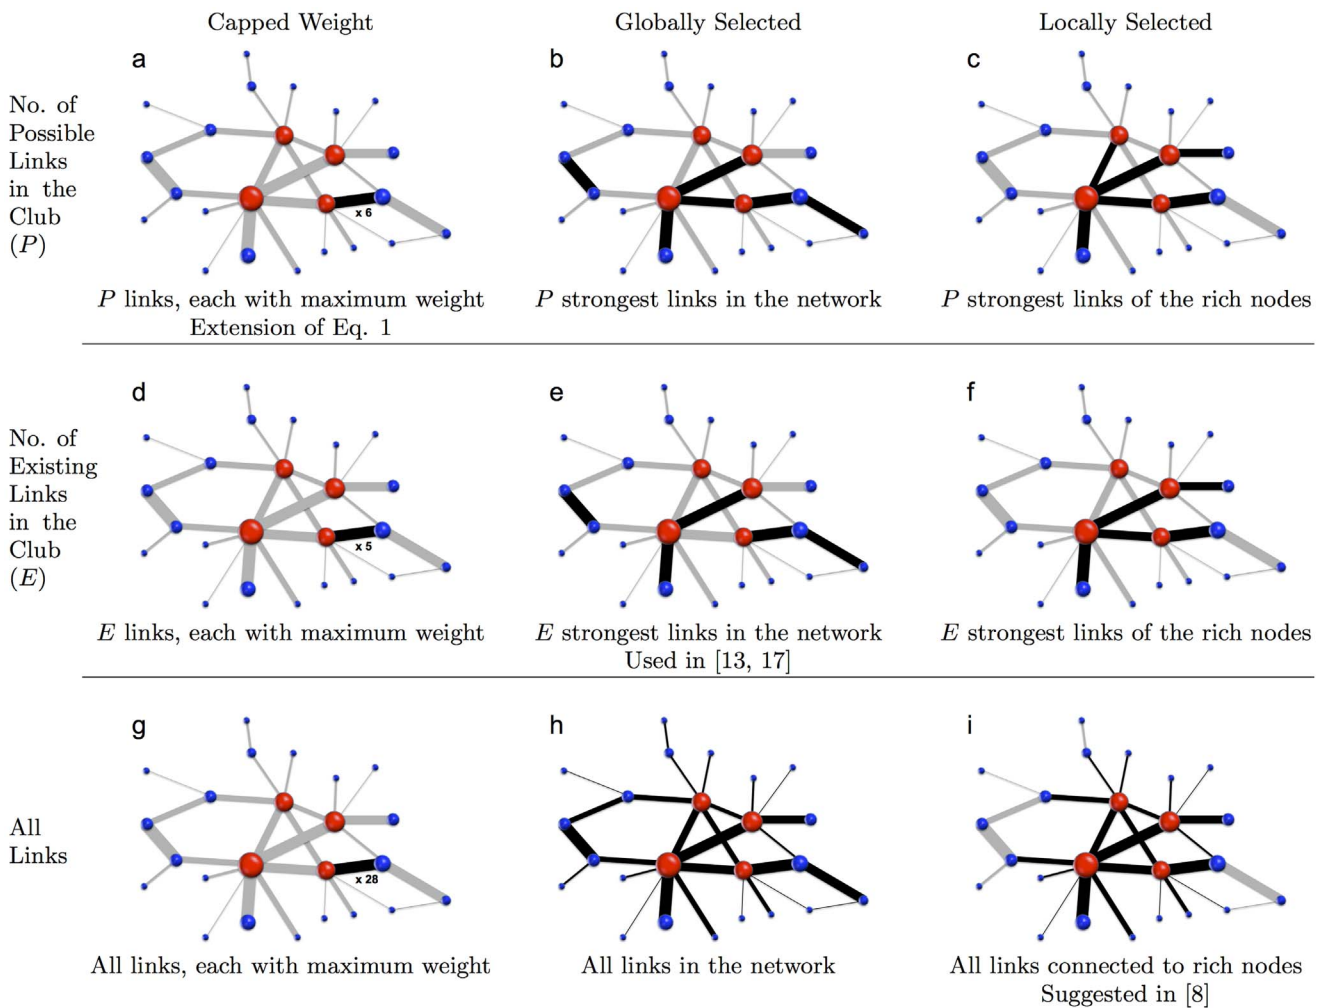 Capped Weight
Globally Selected
Locally Selected
No. of
Possible
Links
in the
Club
(P)
a
x 6
P links, each with maximum weight
Extension of Eq. 1
b
P strongest links in the network
c
P strongest links of the rich nodes
No. of
Existing
Links
in the
Club
(E)
d
x 5
E links, each with maximum weight
e
E strongest links in the network
Used in [13, 17]
f
E strongest links of the rich nodes
All
Links
g
x 28
All links, each with maximum weight
h
All links in the network
i
All links connected to rich nodes
Suggested in [8]